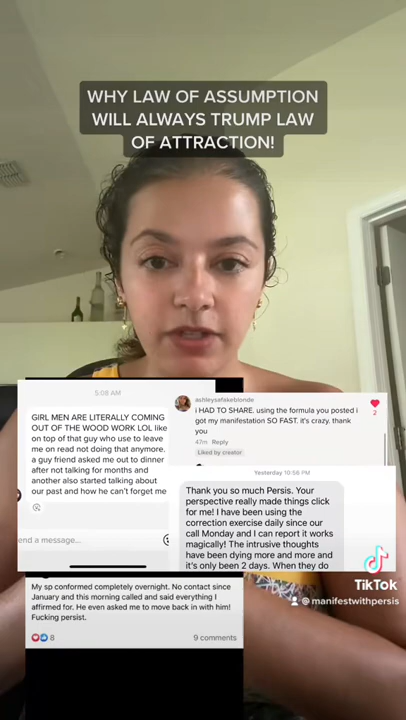 WHY LAW OF ASSUMPTION
WILL ALWAYS TRUMP LAW
OF ATTRACTION!
5:08 AM
GIRL MEN ARE LITERALLY COMING
OUT OF THE WOOD WORK LOL like
on top of that guy who use to leave
me on read not doing that anymore.
a guy friend asked me out to dinner
after not talking for months and
another also started talking about
our past and how he can't forget me
end a message...
ashleysafakeblonde
i HAD TO SHARE. using the formula you posted i
got my manifestation SO FAST. it's crazy. thank
you
2
47m Reply
Liked by creator
Yesterday 10:56 PM
Thank you so much Persis. Your
perspective really made things click
for me! I have been using the
correction exercise daily since our
call Monday and I can report it works
magically! The intrusive thoughts
have been dying more and more and
it's only been 2 days. When they do
My sp conformed completely overnight. No contact since
January and this morning called and said everything I
affirmed for. He even asked me to move back in with him!
Fucking persist.
8
9 comments
TikTok
@manifestwithpersis